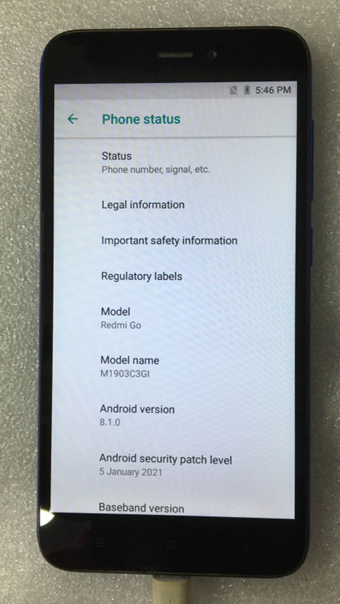 5:46 PM
Phone status
Status
Phone number, signal, etc.
Legal information
Important safety information
Regulatory labels
Model
Redmi Go
Model name
M1903C3GI
Android version
8.1.0
Android security patch level
5 January 2021
Baseband version